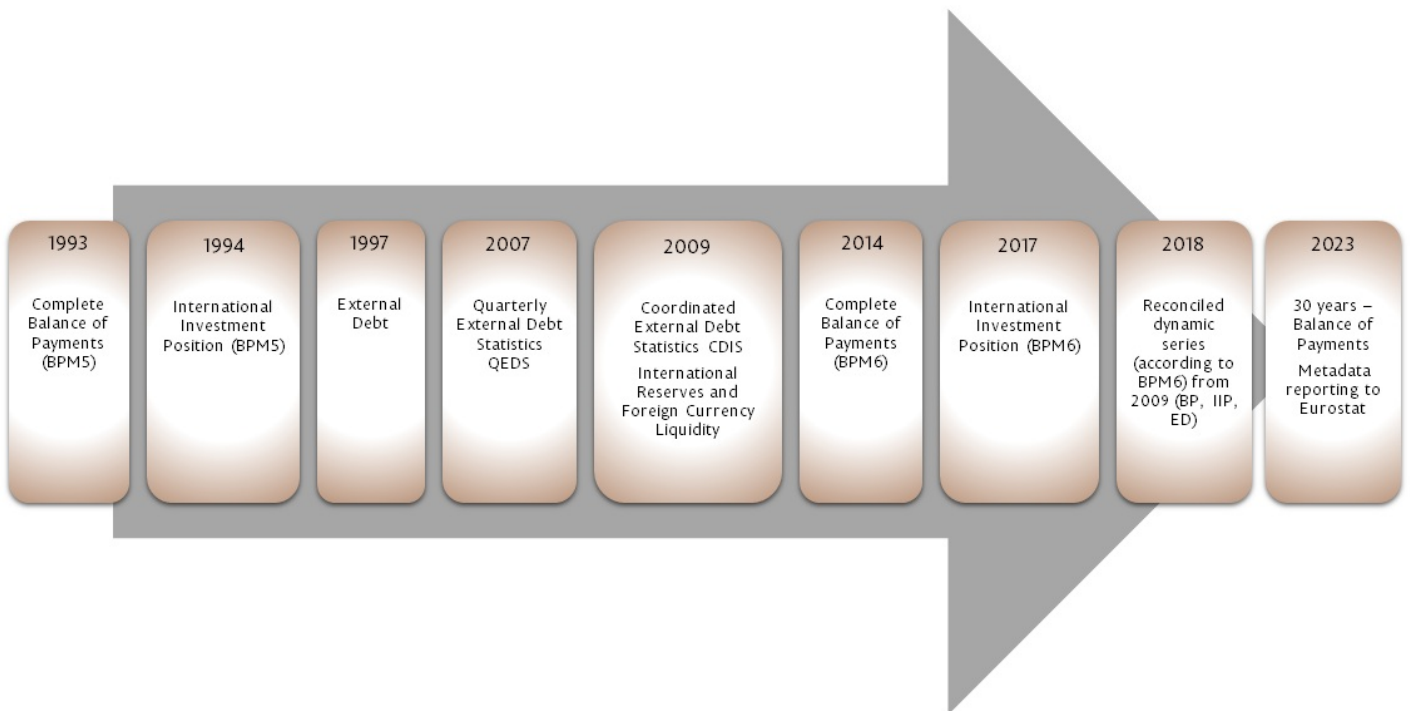 1993
Complete
Balance of
Payments
(BPM5)
1994
International
Investment
Position (BPM5)
1997
External
Debt
2007
Quarterly
External Debt
Statistics
QEDS
2009
Coordinated
External Debt
Statistics CDIS
International
Reserves and
Foreign Currency
Liquidity
2014
Complete
Balance of
Payments
(BPM6)
2017
International
Investment
Position (BPM6)
2018
Reconciled
dynamic
series
(according to
BPM6) from
2009 (BP, IIP,
ED)
2023
30 years –
Balance of
Payments
Metadata
reporting to
Eurostat